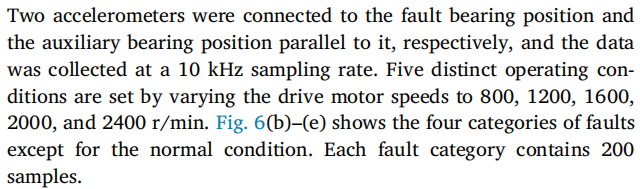 Two accelerometers were connected to the fault bearing position and
the auxiliary bearing position parallel to it, respectively, and the data
was collected at a 10 kHz sampling rate. Five distinct operating con-
ditions are set by varying the drive motor speeds to 800, 1200, 1600,
2000, and 2400 r/min. Fig. 6(b)–(e) shows the four categories of faults
except for the normal condition. Each fault category contains 200
samples.